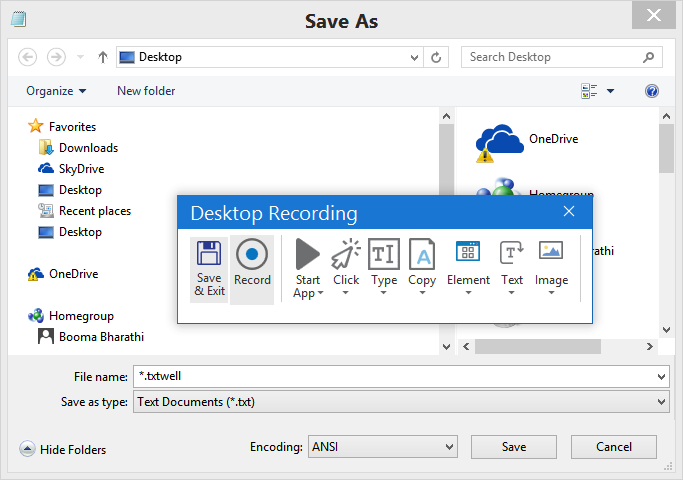 Save As
Desktop
Search Desktop
Organize
New folder
Favorites
Downloads
SkyDrive
Desktop
Recent places
Desktop
OneDrive
Homegroup
Booma Bharathi
OneDrive
Homegroup
Desktop Recording
Save & Exit
Record
Start App
Click
Type
Copy
Element
Text
Image
File name: *.txtwell
Save as type: Text Documents (*.txt)
Hide Folders
Encoding: ANSI
Save
Cancel